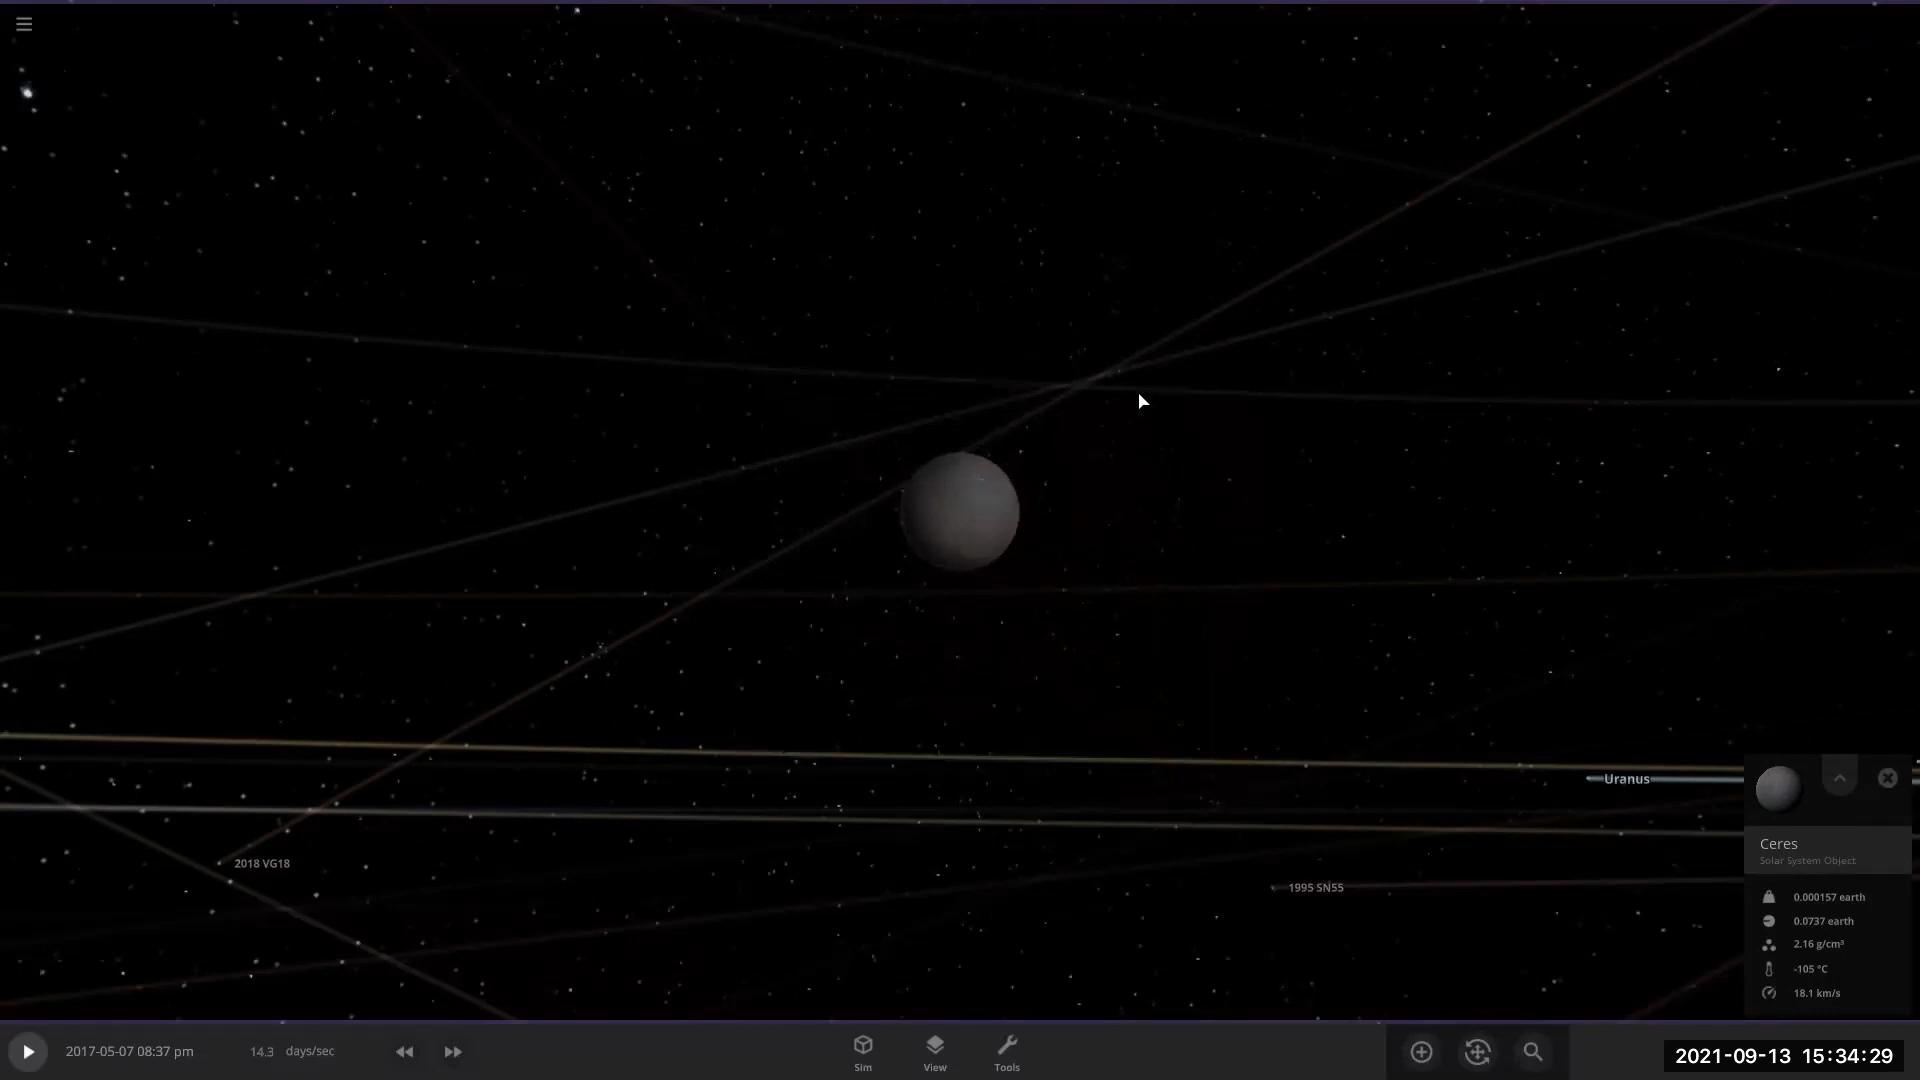 Uranus
2018 VG18
1995 SN55
Ceres
Solar System Object
0.000157 earth
0.0737 earth
2.16 g/cm³
-105 °C
18.1 km/s
2017-05-07 08:37 pm
14.3 days/sec
Sim
View
Tools
2021-09-13 15:34:29